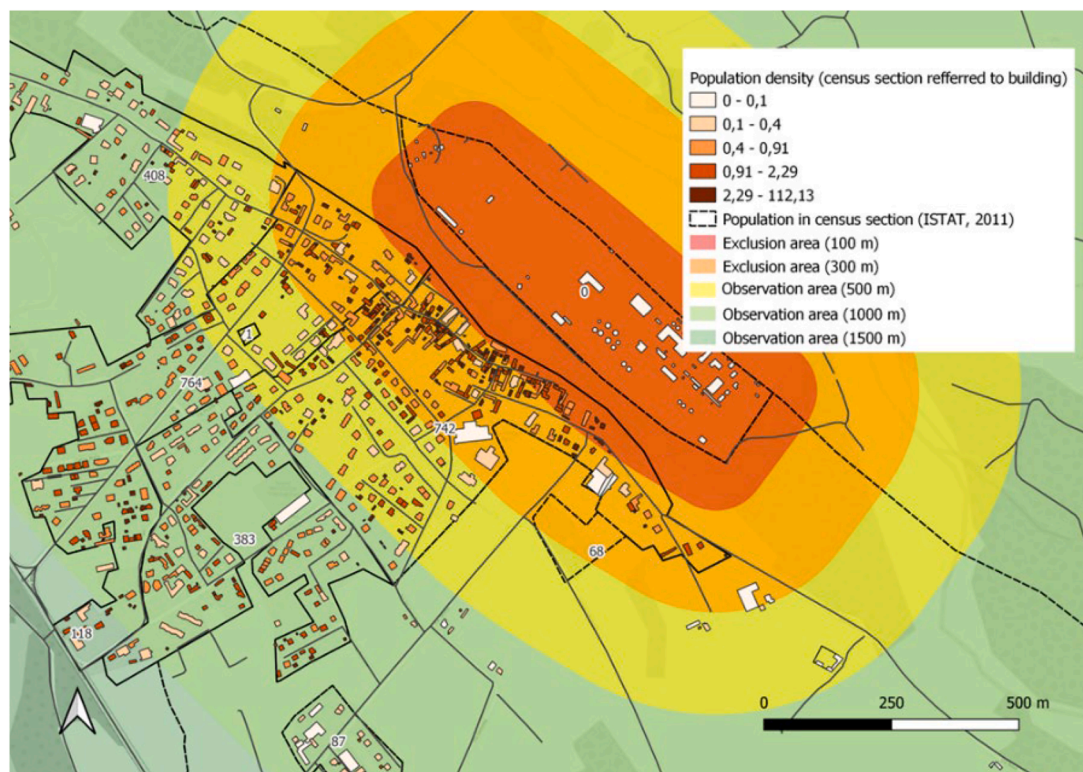 Population density (census section refferred to building)
0 - 0,1
0,1 - 0,4
0,4 - 0,91
0,91 - 2,29
2,29 - 112,13
Population in census section (ISTAT, 2011)
Exclusion area (100 m)
Exclusion area (300 m)
Observation area (500 m)
Observation area (1000 m)
Observation area (1500 m)
408
0
1
764
742
383
68
118
87
0 250 500 m